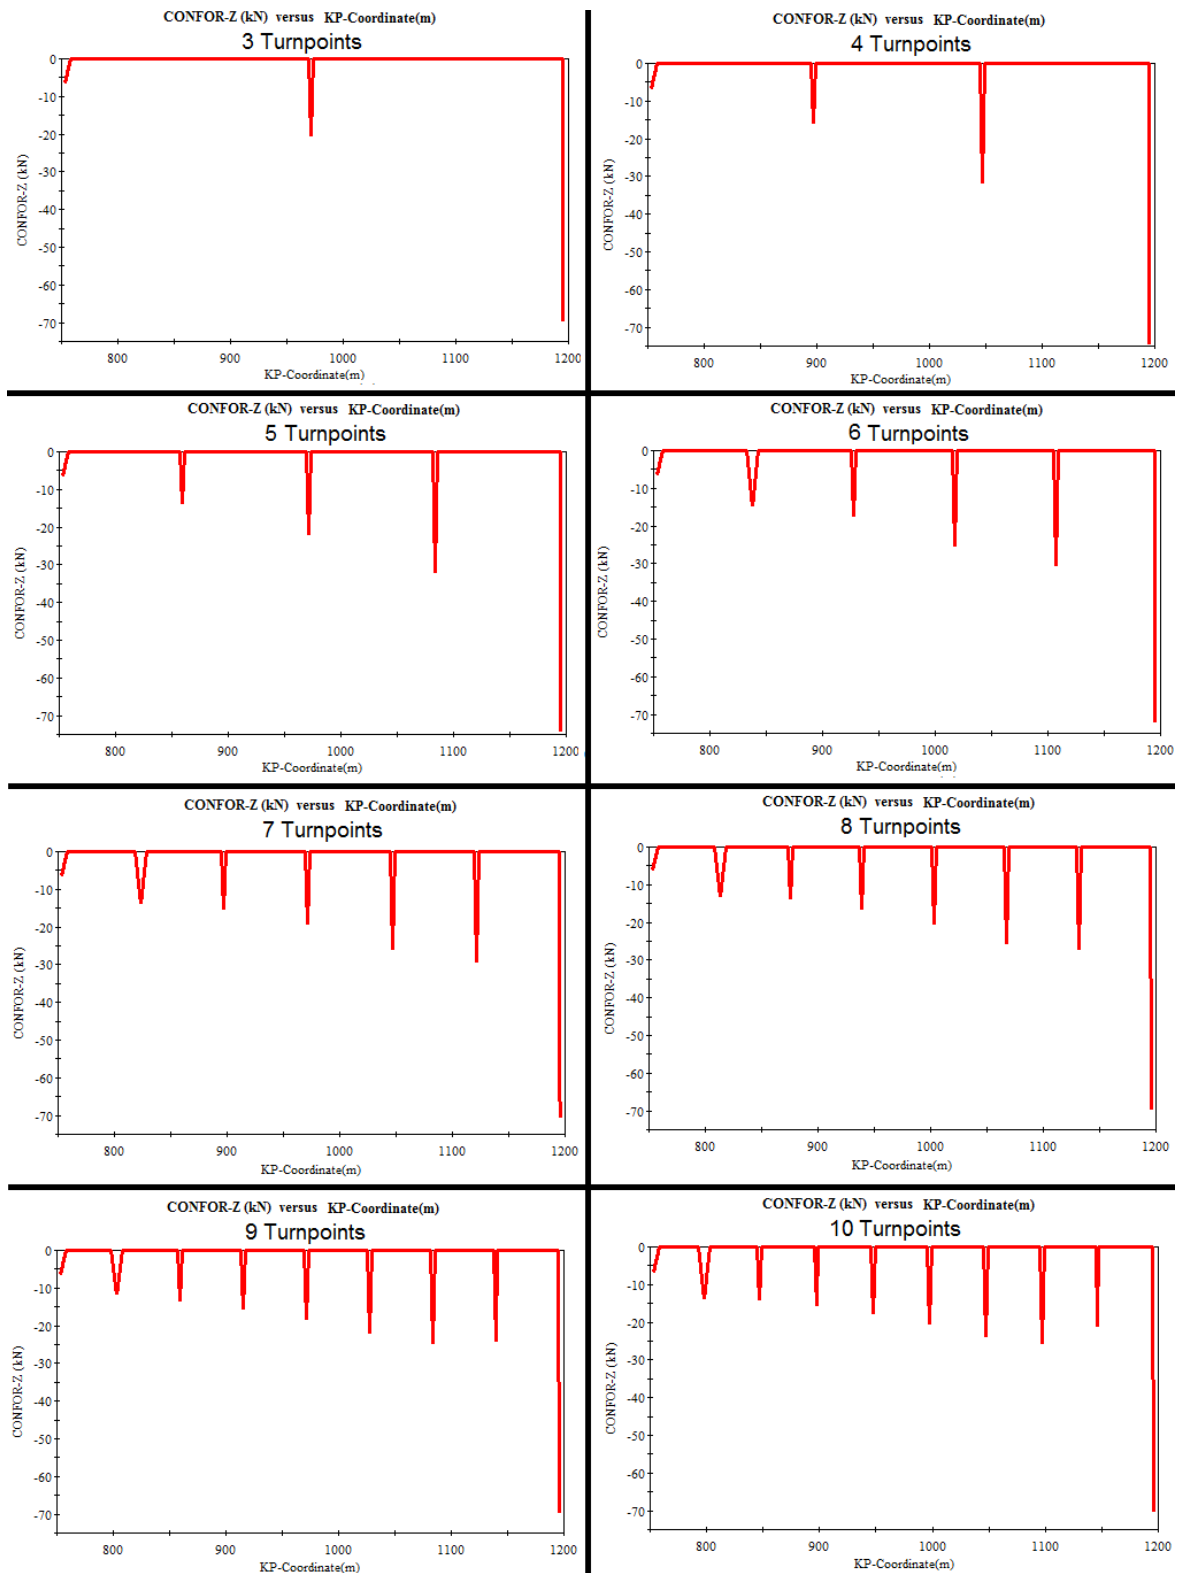 CONFOR-Z (kN) versus KP-Coordinate(m)
3 Turnpoints
0
-10
-20
-30
-40
-50
-60
-70
CONFOR-Z (kN)
800 900 1000 1100 1200
KP-Coordinate(m)
CONFOR-Z (kN) versus KP-Coordinate(m)
4 Turnpoints
0
-10
-20
-30
-40
-50
-60
-70
CONFOR-Z (kN)
800 900 1000 1100 1200
KP-Coordinate(m)
CONFOR-Z (kN) versus KP-Coordinate(m)
5 Turnpoints
0
-10
-20
-30
-40
-50
-60
-70
CONFOR-Z (kN)
800 900 1000 1100 1200
KP-Coordinate(m)
CONFOR-Z (kN) versus KP-Coordinate(m)
6 Turnpoints
0
-10
-20
-30
-40
-50
-60
-70
CONFOR-Z (kN)
800 900 1000 1100 1200
KP-Coordinate(m)
CONFOR-Z (kN) versus KP-Coordinate(m)
7 Turnpoints
0
-10
-20
-30
-40
-50
-60
-70
CONFOR-Z (kN)
800 900 1000 1100 1200
KP-Coordinate(m)
CONFOR-Z (kN) versus KP-Coordinate(m)
8 Turnpoints
0
-10
-20
-30
-40
-50
-60
-70
CONFOR-Z (kN)
800 900 1000 1100 1200
KP-Coordinate(m)
CONFOR-Z (kN) versus KP-Coordinate(m)
9 Turnpoints
0
-10
-20
-30
-40
-50
-60
-70
CONFOR-Z (kN)
800 900 1000 1100 1200
KP-Coordinate(m)
CONFOR-Z (kN) versus KP-Coordinate(m)
10 Turnpoints
0
-10
-20
-30
-40
-50
-60
-70
CONFOR-Z (kN)
800 900 1000 1100 1200
KP-Coordinate(m)